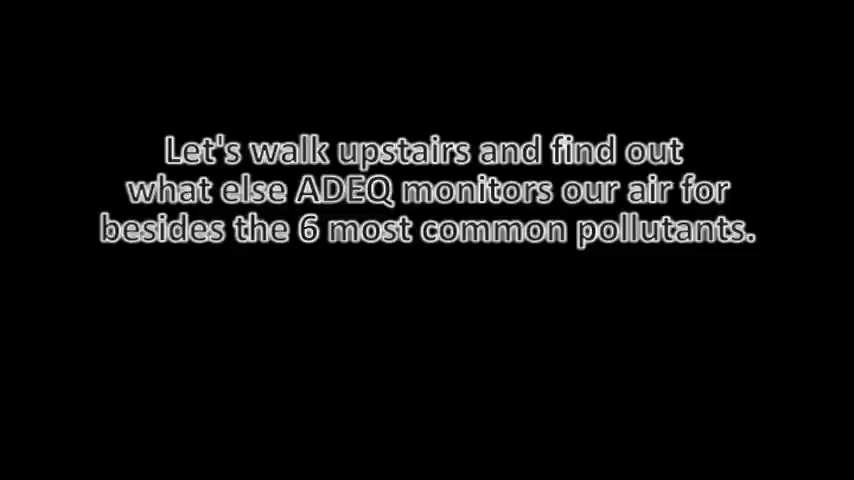 Let's walk upstairs and find out
what else ADEQ monitors our air for
besides the 6 most common pollutants.